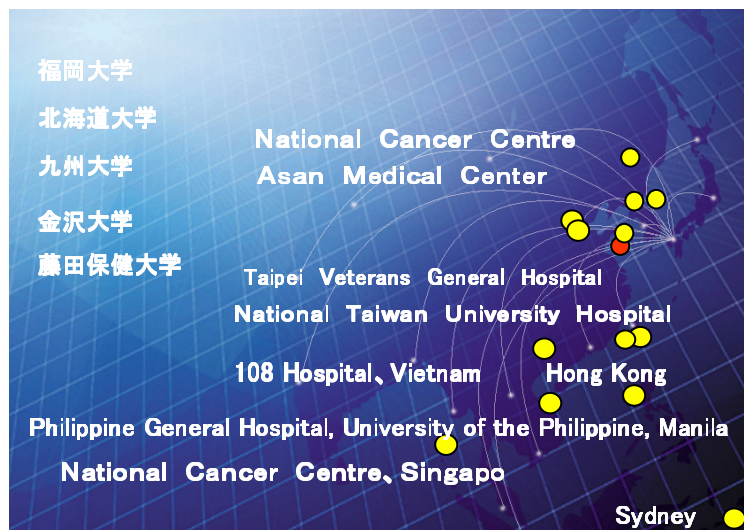 福岡大学
北海道大学
九州大学
金沢大学
藤田保健大学
National Cancer Centre
Asan Medical Center
Taipei Veterans General Hospital
National Taiwan University Hospital
108 Hospital、Vietnam
Hong Kong
Philippine General Hospital, University of the Philippine, Manila
National Cancer Centre、Singapo
Sydney